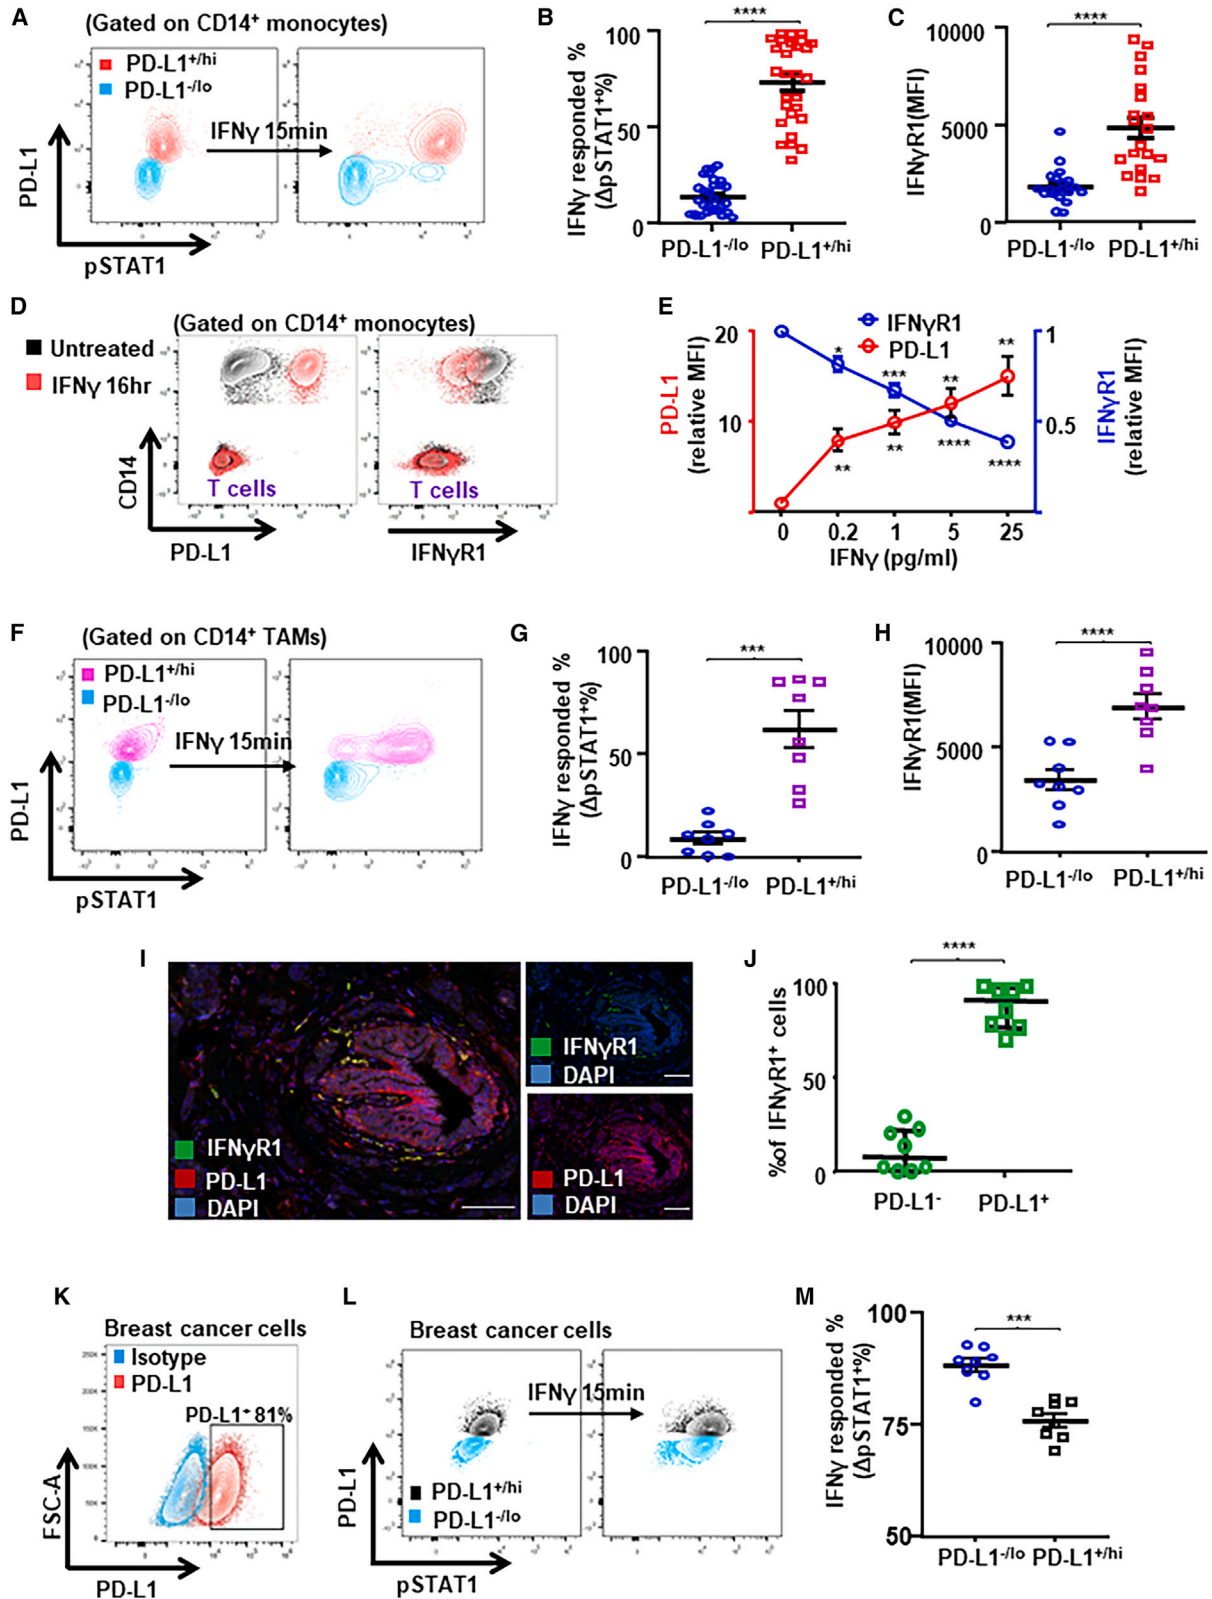 A
(Gated on CD14⁺ monocytes)
PD-L1⁺/ʰⁱ
PD-L1⁻/ˡᵒ
IFNγ 15min
PD-L1
pSTAT1
B
****
IFNγ responded %
(ΔpSTAT1⁺%)
100
50
0
PD-L1⁻/ˡᵒ PD-L1⁺/ʰⁱ
C
****
IFNγR1(MFI)
10000
5000
0
PD-L1⁻/ˡᵒ PD-L1⁺/ʰⁱ
D
(Gated on CD14⁺ monocytes)
Untreated
IFNγ 16hr
CD14
T cells T cells
PD-L1 IFNγR1
E
IFNγR1
PD-L1
PD-L1
(relative MFI)
20
10
* *** ** **
** ** **** ****
1
0.5
0
IFNγR1
(relative MFI)
0 0.2 1 5 25
IFNγ (pg/ml)
F
(Gated on CD14⁺ TAMs)
PD-L1⁺/ʰⁱ
PD-L1⁻/ˡᵒ
IFNγ 15min
PD-L1
pSTAT1
G
***
IFNγ responded %
(ΔpSTAT1⁺%)
100
50
0
PD-L1⁻/ˡᵒ PD-L1⁺/ʰⁱ
H
****
IFNγR1(MFI)
10000
5000
0
PD-L1⁻/ˡᵒ PD-L1⁺/ʰⁱ
I
IFNγR1
PD-L1
DAPI
IFNγR1
DAPI
PD-L1
DAPI
J
****
%of IFNγR1⁺ cells
100
50
0
PD-L1⁻ PD-L1⁺
K
Breast cancer cells
Isotype
PD-L1
PD-L1⁺ 81%
250K
200K
150K
100K
50K
0
FSC-A
PD-L1
L
Breast cancer cells
IFNγ 15min
PD-L1⁺/ʰⁱ
PD-L1⁻/ˡᵒ
PD-L1
pSTAT1
M
***
IFNγ responded %
(ΔpSTAT1⁺%)
100
75
50
PD-L1⁻/ˡᵒ PD-L1⁺/ʰⁱ